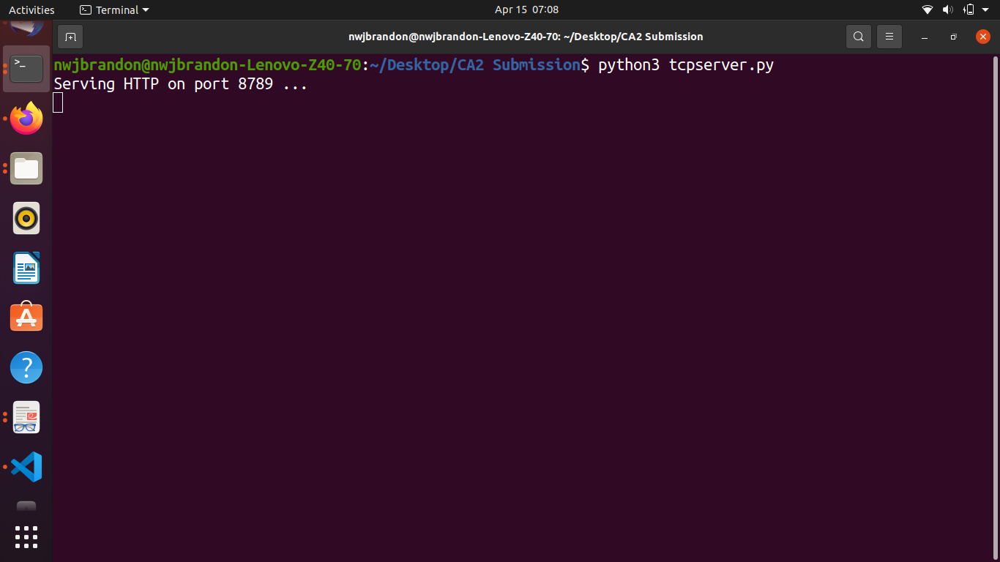 Activities
Terminal
Apr 15 07:08
nwjbrandon@nwjbrandon-Lenovo-Z40-70: ~/Desktop/CA2 Submission
nwjbrandon@nwjbrandon-Lenovo-Z40-70:~/Desktop/CA2 Submission$ python3 tcpserver.py
Serving HTTP on port 8789 ...